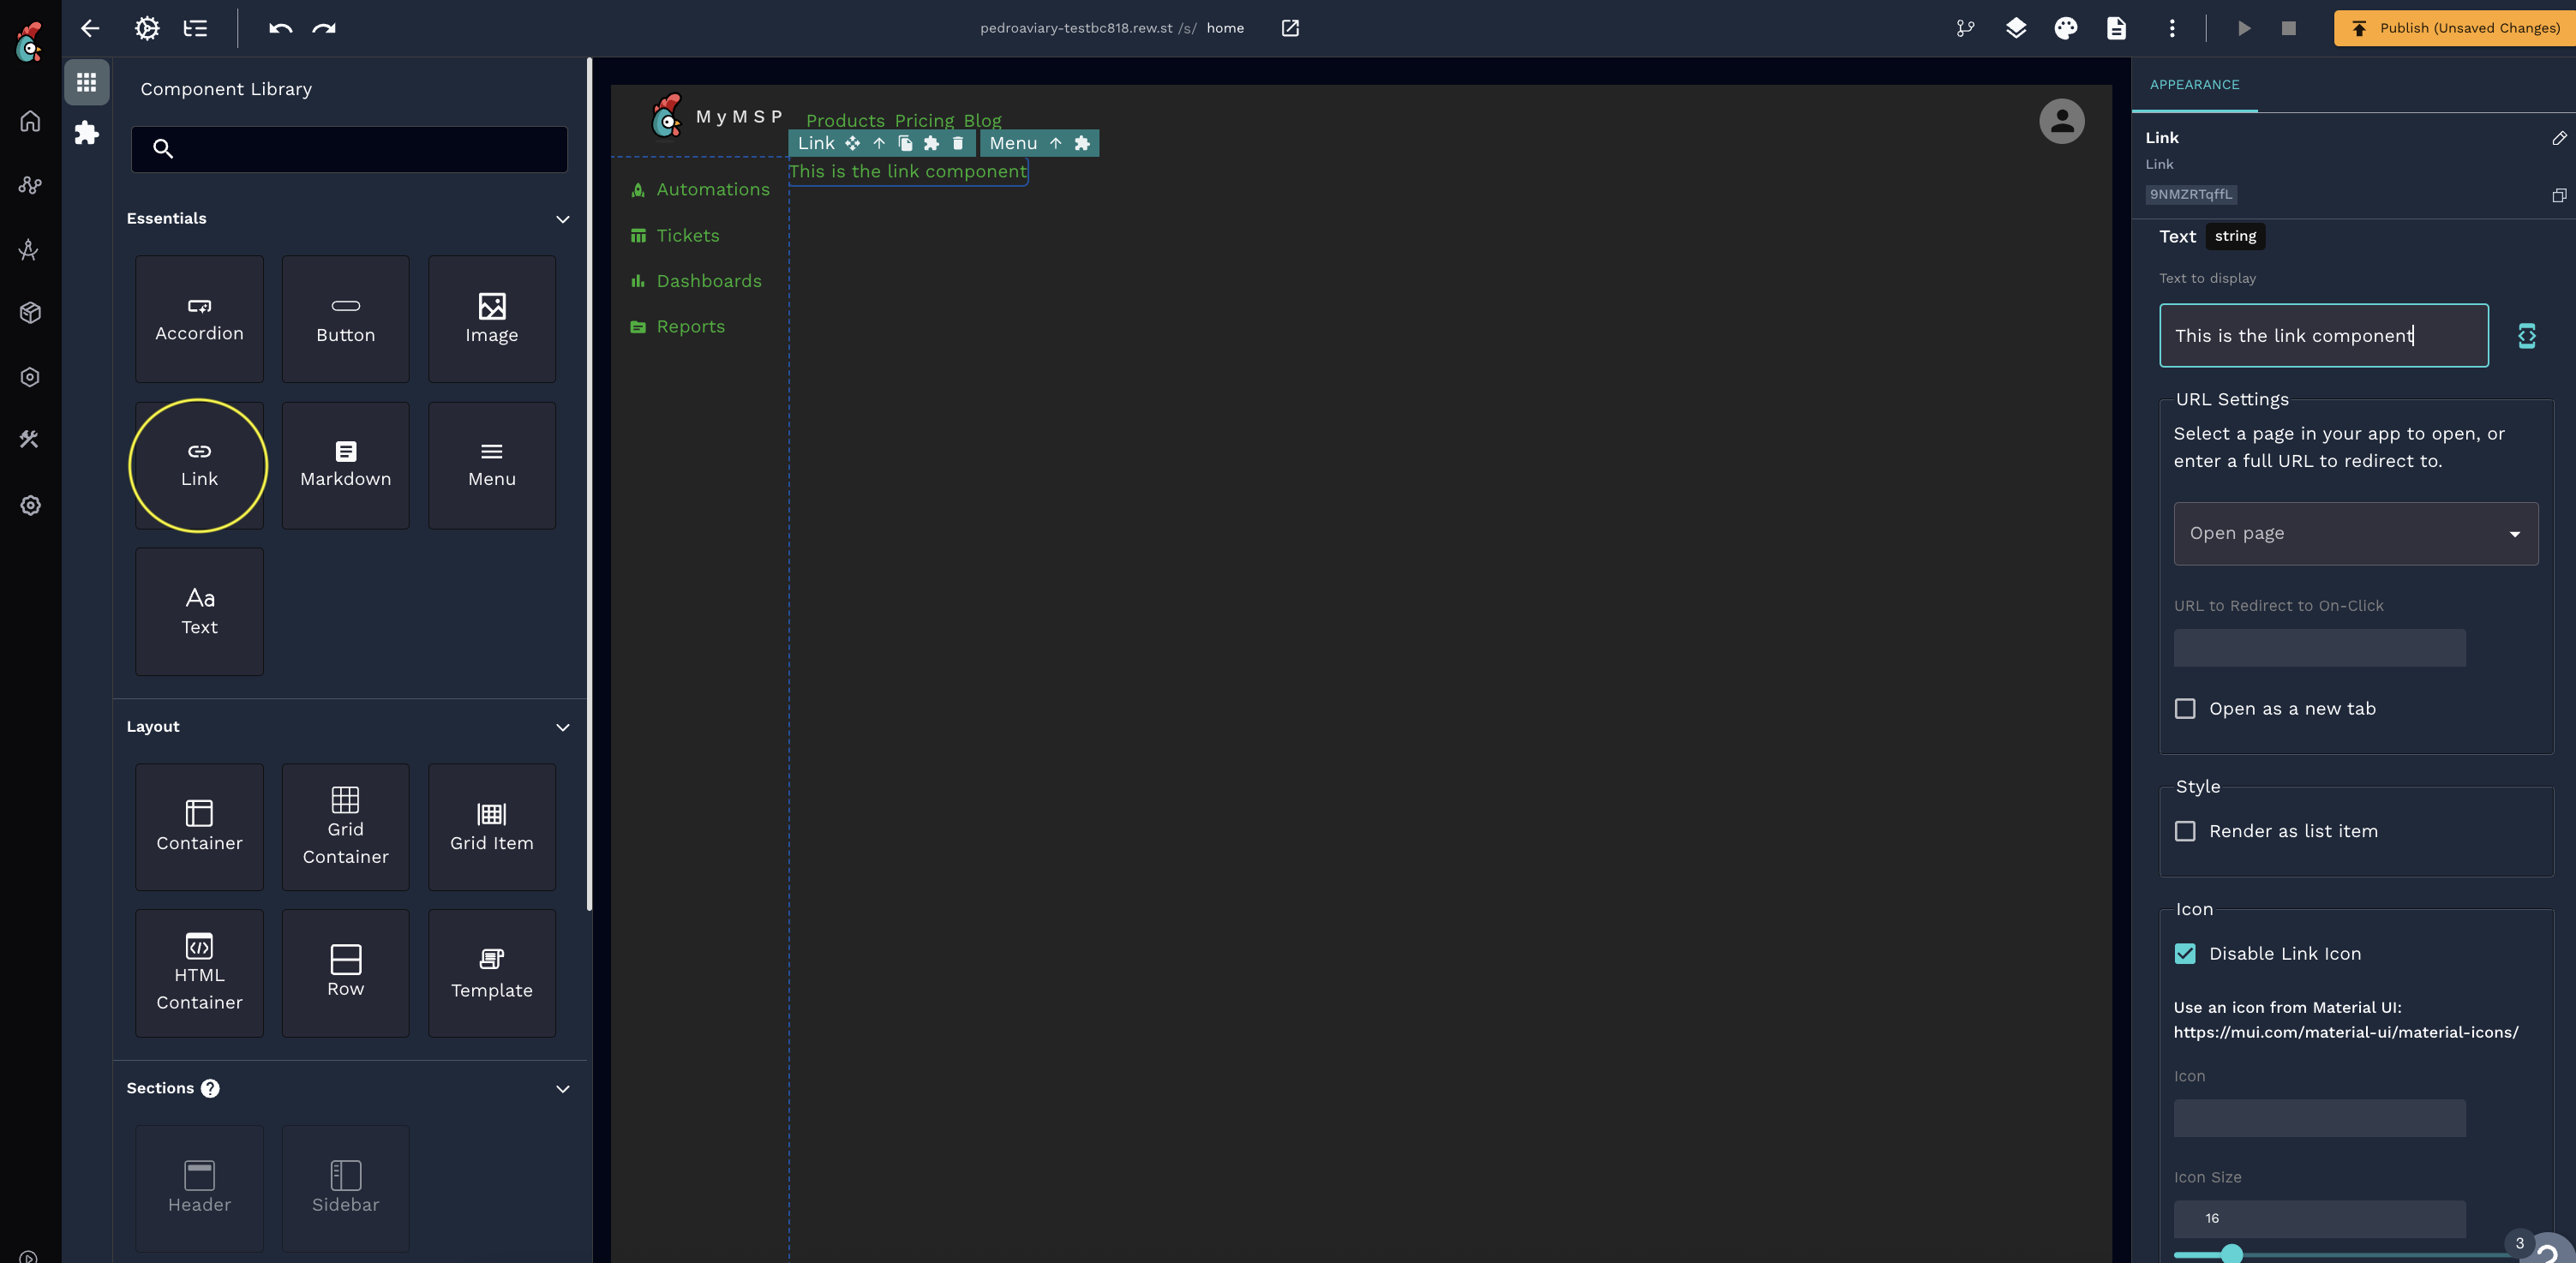 pedroaviary-testbc818.rew.st /s/ home
Publish (Unsaved Changes)
Component Library
Essentials
Accordion
Button
Image
Link
Markdown
Menu
Aa
Text
Layout
Container
Grid
Container
Grid Item
HTML
Container
Row
Template
Sections ?
Header
Sidebar
MyMSP
Products Pricing Blog
Link
Menu
This is the link component
Automations
Tickets
Dashboards
Reports
APPEARANCE
Link
Link
9NMZRTqffL
Text string
Text to display
This is the link component
URL Settings
Select a page in your app to open, or
enter a full URL to redirect to.
Open page
URL to Redirect to On-Click
Open as a new tab
Style
Render as list item
Icon
Disable Link Icon
Use an icon from Material UI:
https://mui.com/material-ui/material-icons/
Icon
Icon Size
16
3